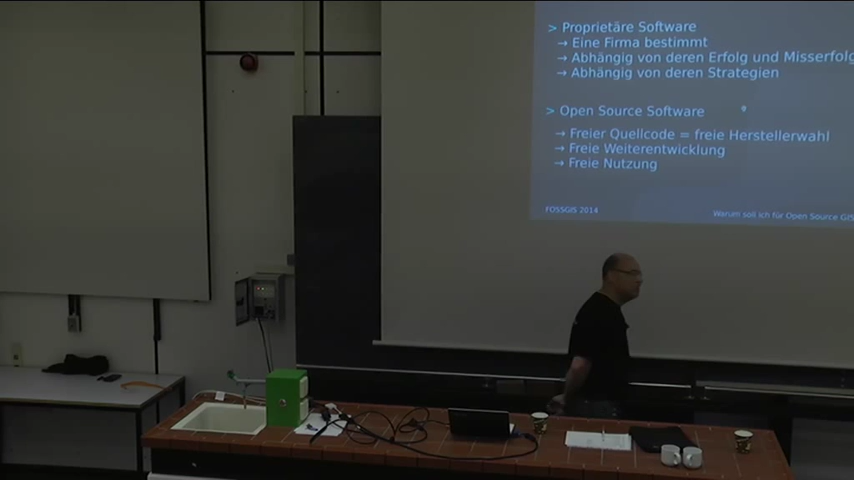 > Proprietäre Software
→ Eine Firma bestimmt
→ Abhängig von deren Erfolg und Misserfolg
→ Abhängig von deren Strategien
> Open Source Software
→ Freier Quellcode = freie Herstellerwahl
→ Freie Weiterentwicklung
→ Freie Nutzung
FOSSGIS 2014
Warum soll ich für Open Source GIS